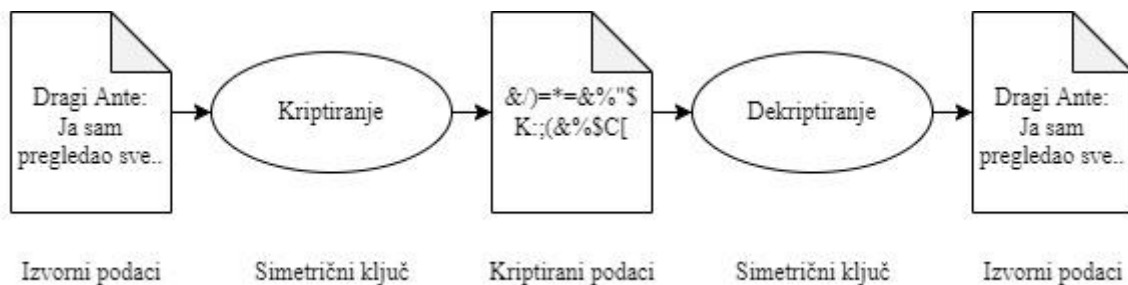 Dragi Ante:
Ja sam
pregledao sve..
Kriptiranje
&/)=*=&%"$
K:;(&%$C[
Dekriptiranje
Dragi Ante:
Ja sam
pregledao sve..
Izvorni podaci
Simetrični ključ
Kriptirani podaci
Simetrični ključ
Izvorni podaci